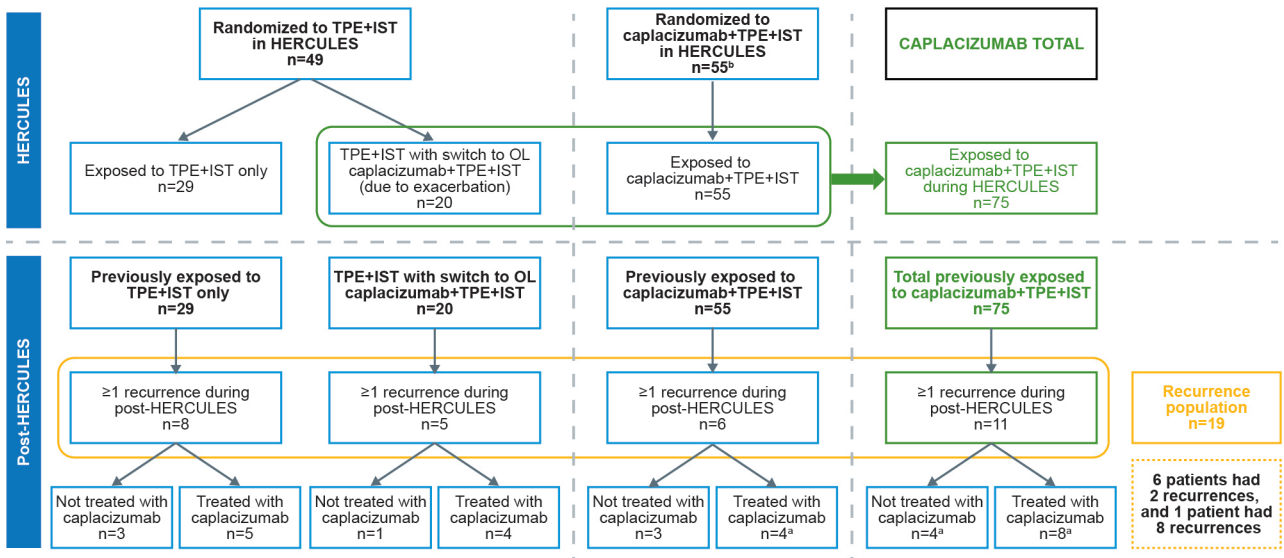 HERCULES
Randomized to TPE+IST
in HERCULES
n=49
Randomized to
caplacizumab+TPE+IST
in HERCULES
n=55ᵇ
CAPLACIZUMAB TOTAL
Exposed to TPE+IST only
n=29
TPE+IST with switch to OL
caplacizumab+TPE+IST
(due to exacerbation)
n=20
Exposed to
caplacizumab+TPE+IST
n=55
Exposed to
caplacizumab+TPE+IST
during HERCULES
n=75
Post-HERCULES
Previously exposed to
TPE+IST only
n=29
TPE+IST with switch to OL
caplacizumab+TPE+IST
n=20
Previously exposed to
caplacizumab+TPE+IST
n=55
Total previously exposed
to caplacizumab+TPE+IST
n=75
≥1 recurrence during
post-HERCULES
n=8
≥1 recurrence during
post-HERCULES
n=5
≥1 recurrence during
post-HERCULES
n=6
≥1 recurrence during
post-HERCULES
n=11
Recurrence
population
n=19
Not treated with
caplacizumab
n=3
Treated with
caplacizumab
n=5
Not treated with
caplacizumab
n=1
Treated with
caplacizumab
n=4
Not treated with
caplacizumab
n=3
Treated with
caplacizumab
n=4ᵃ
Not treated with
caplacizumab
n=4ᵃ
Treated with
caplacizumab
n=8ᵃ
6 patients had
2 recurrences,
and 1 patient had
8 recurrences